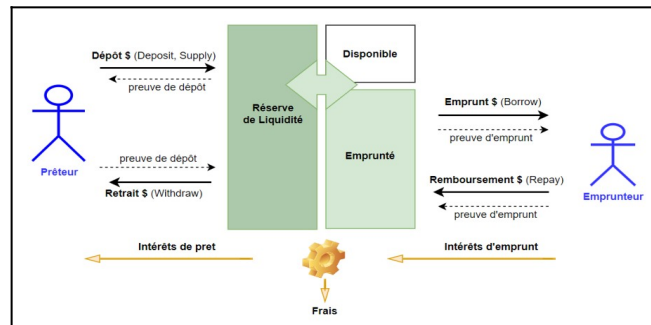 Dépôt $ (Deposit, Supply)
preuve de dépôt
Prêteur
preuve de dépôt
Retrait $ (Withdraw)
Réserve
de Liquidité
Disponible
Emprunté
Emprunt $ (Borrow)
preuve d'emprunt
Remboursement $ (Repay)
preuve d'emprunt
Emprunteur
Intérêts de pret
Intérêts d'emprunt
Frais